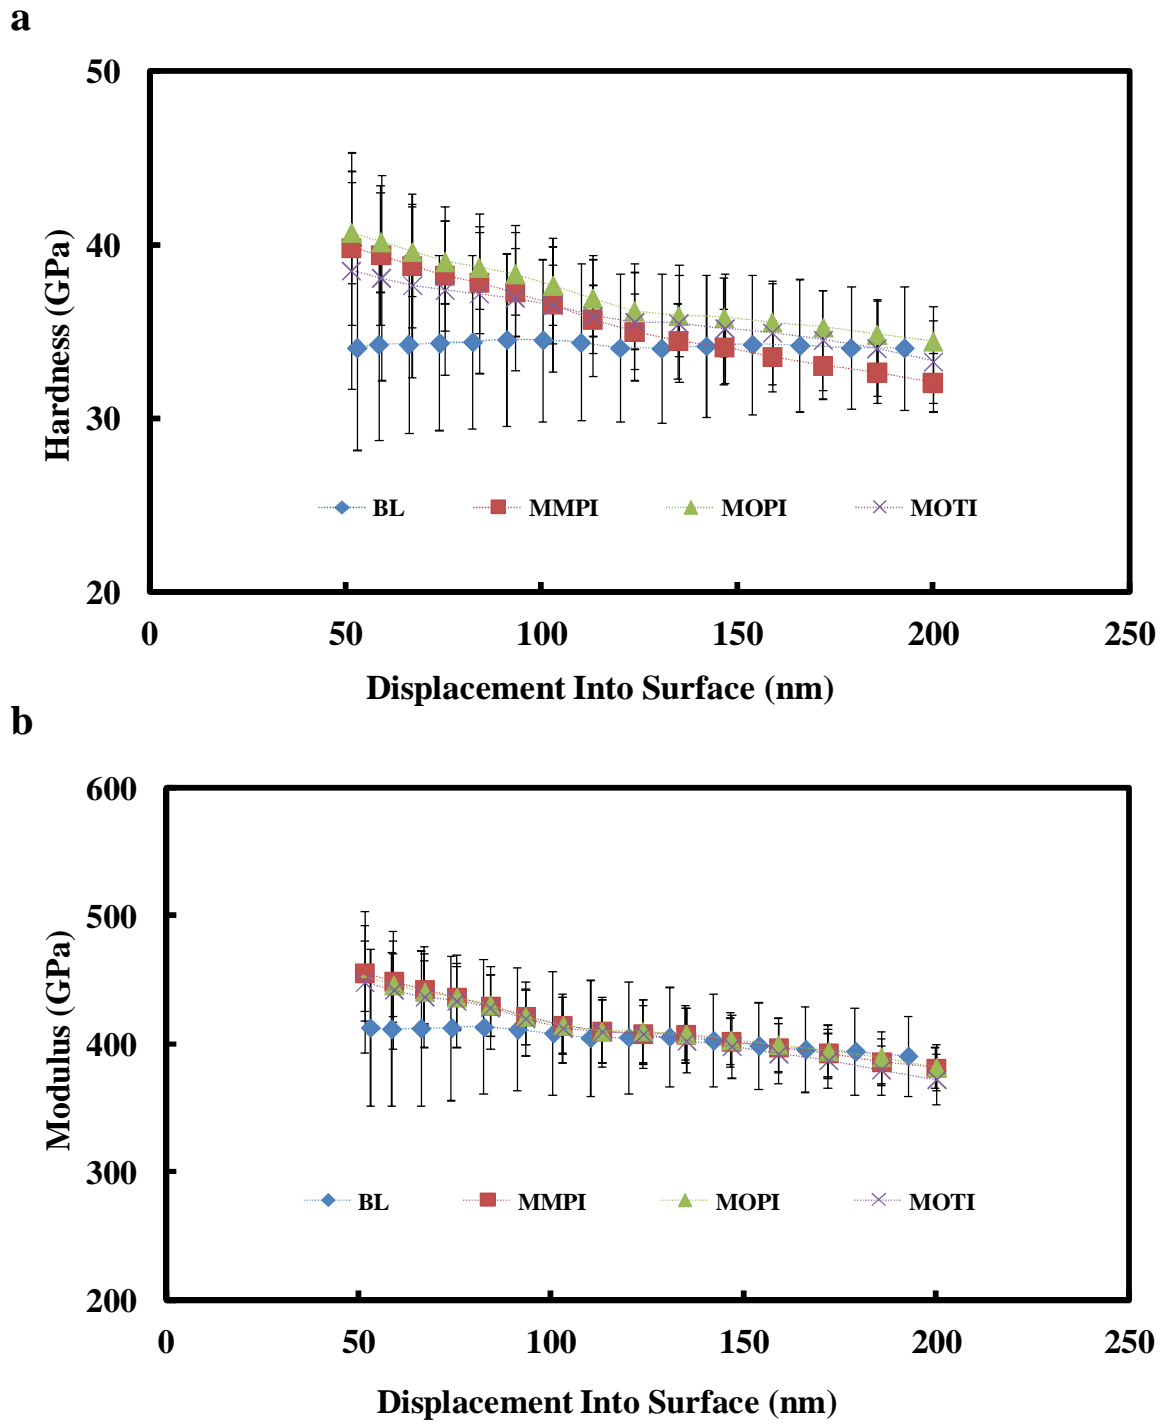 a
50
40
30
20
Hardness (GPa)
BL MMPI MOPI MOTI
0 50 100 150 200 250
Displacement Into Surface (nm)
b
600
500
400
300
200
Modulus (GPa)
BL MMPI MOPI MOTI
0 50 100 150 200 250
Displacement Into Surface (nm)